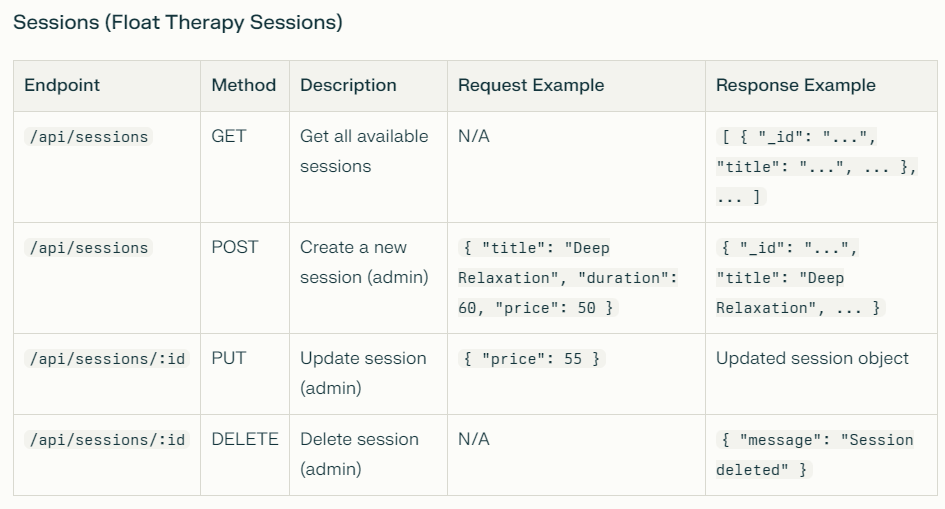 Sessions (Float Therapy Sessions)
Endpoint Method Description Request Example Response Example
/api/sessions GET Get all available sessions N/A [ { "_id": "...", "title": "...", ... }, ... ]
/api/sessions POST Create a new session (admin) { "title": "Deep Relaxation", "duration": 60, "price": 50 } { "_id": "...", "title": "Deep Relaxation", ... }
/api/sessions/:id PUT Update session (admin) { "price": 55 } Updated session object
/api/sessions/:id DELETE Delete session (admin) N/A { "message": "Session deleted" }